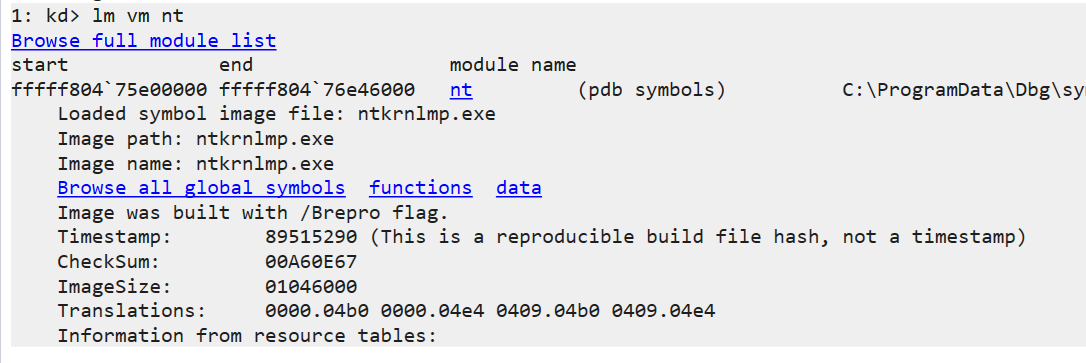 1: kd> lm vm nt
Browse full module list
start end module name
fffff804`75e00000 fffff804`76e46000 nt (pdb symbols) C:\ProgramData\Dbg\sy
Loaded symbol image file: ntkrnlmp.exe
Image path: ntkrnlmp.exe
Image name: ntkrnlmp.exe
Browse all global symbols functions data
Image was built with /Brepro flag.
Timestamp: 89515290 (This is a reproducible build file hash, not a timestamp)
CheckSum: 00A60E67
ImageSize: 01046000
Translations: 0000.04b0 0000.04e4 0409.04b0 0409.04e4
Information from resource tables: